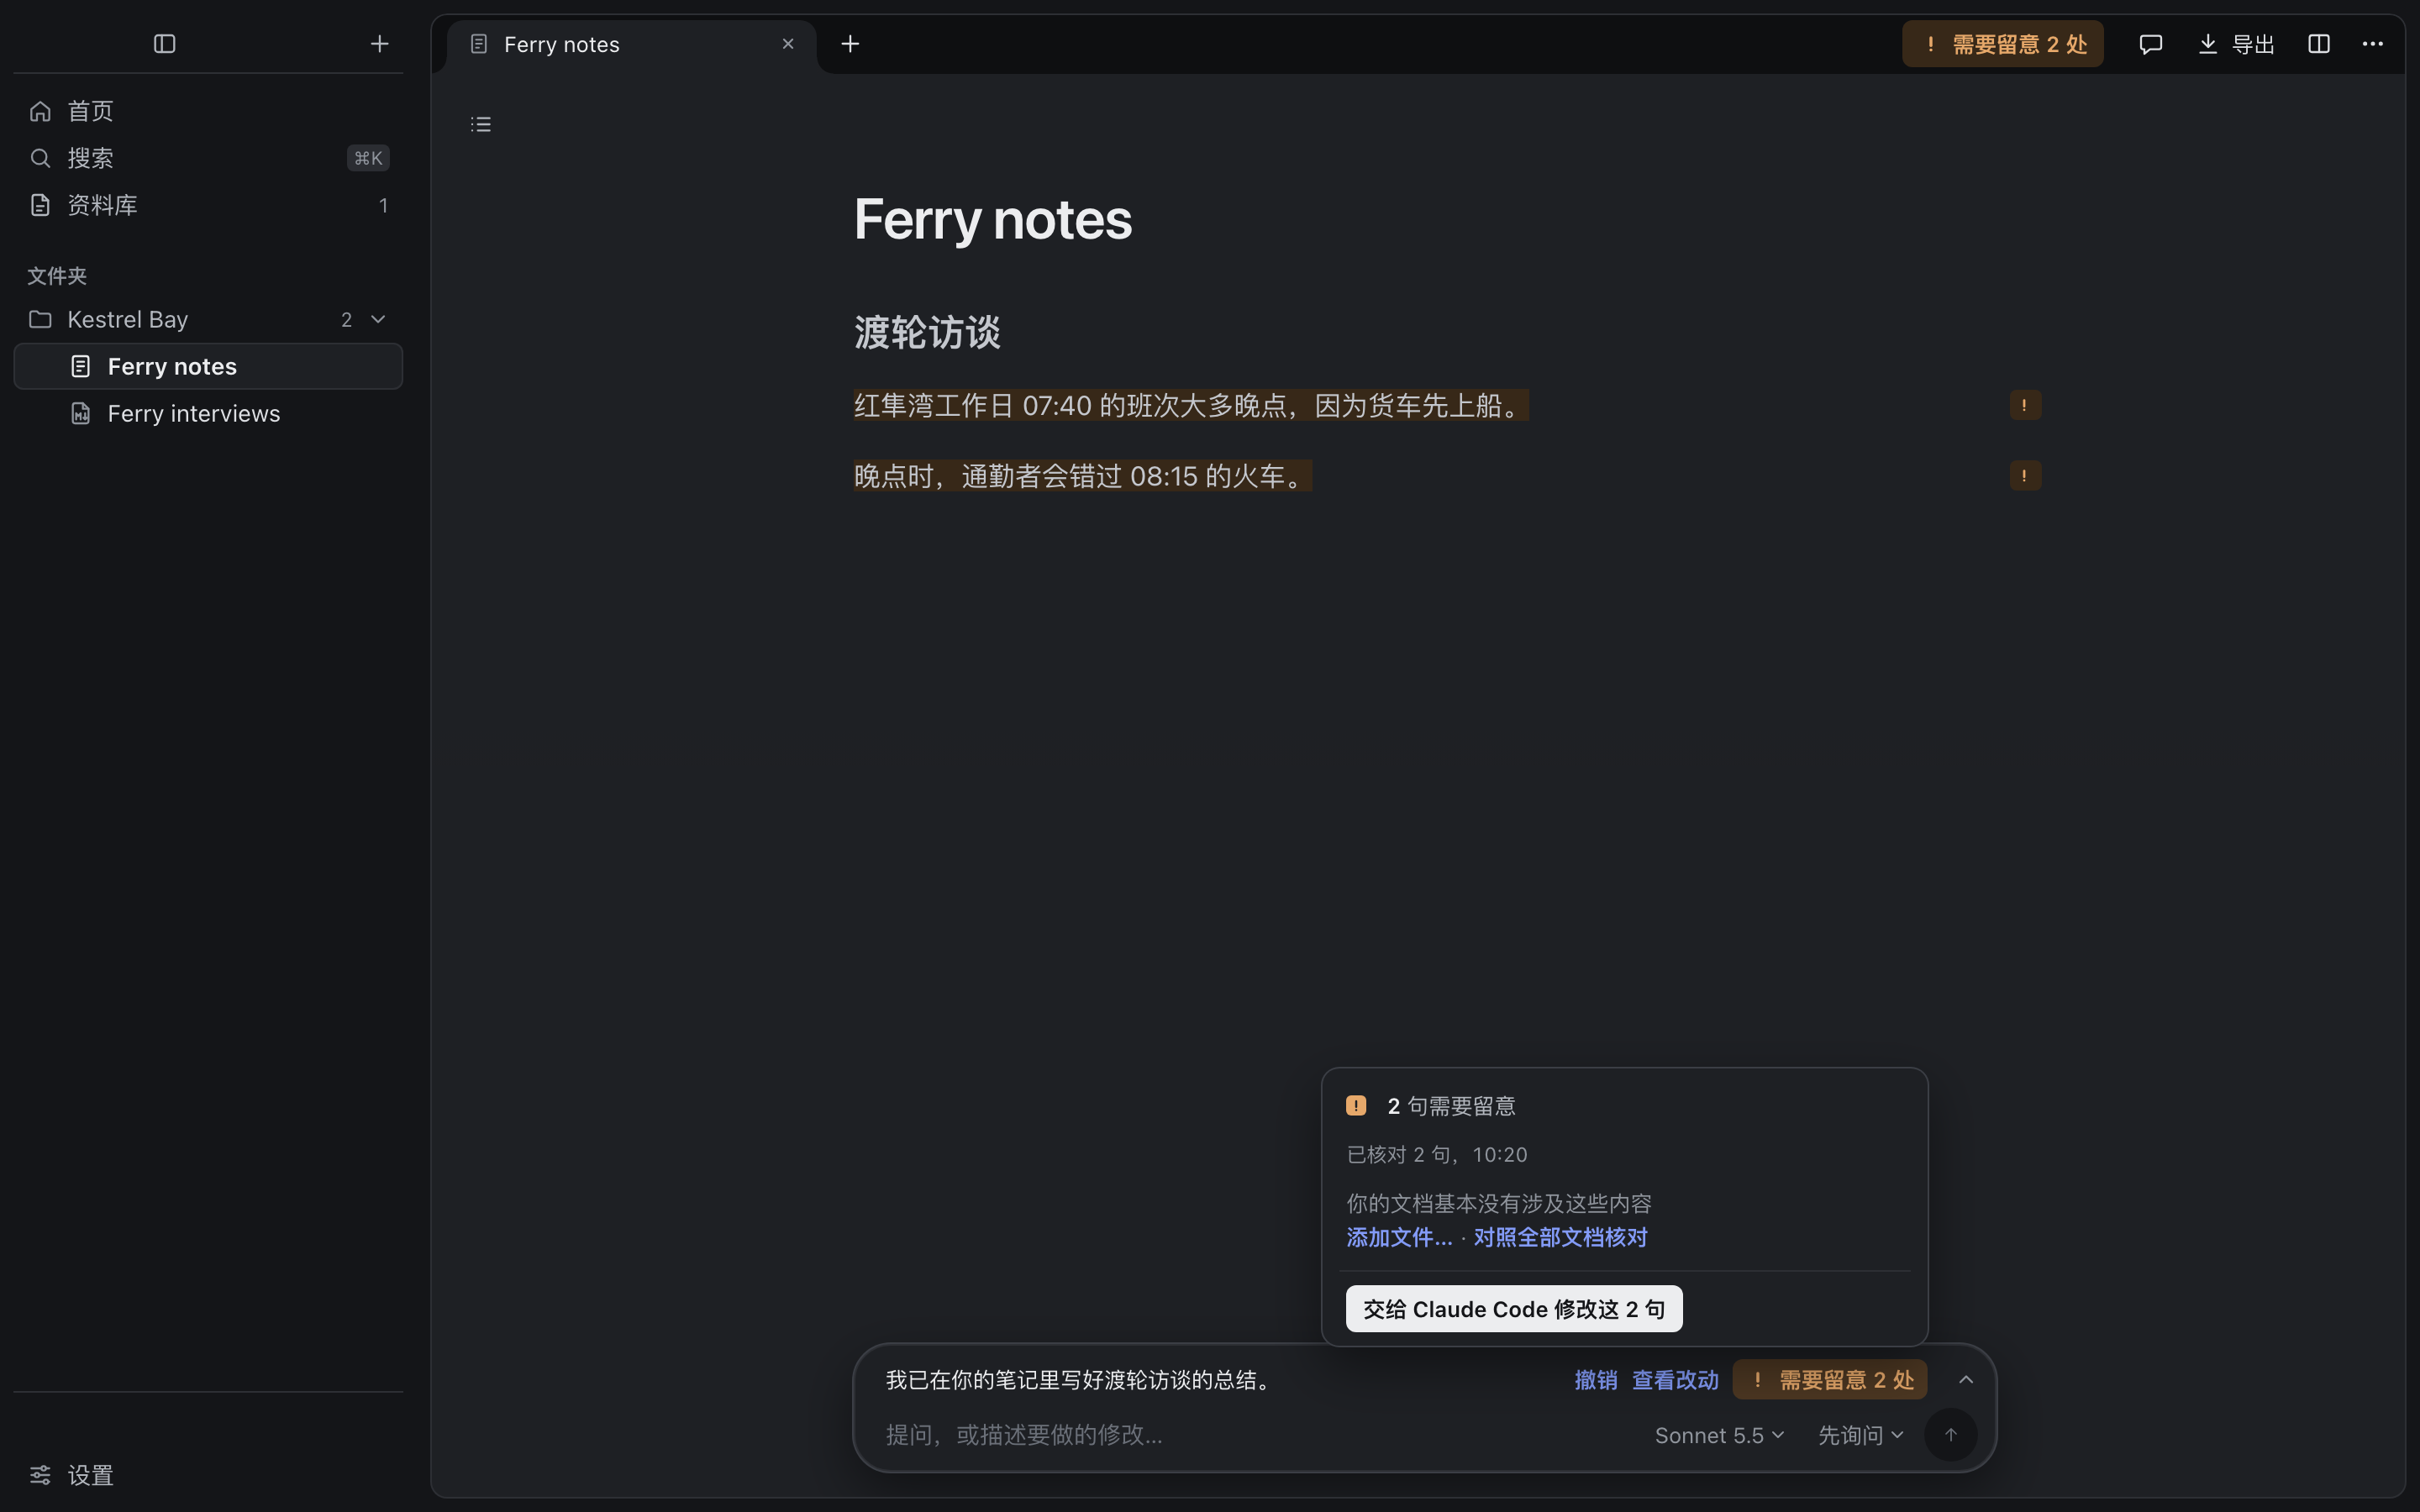 首页
搜索 ⌘K
资料库 1
文件夹
Kestrel Bay 2
Ferry notes
Ferry interviews
设置
Ferry notes
! 需要留意 2 处
导出
Ferry notes
渡轮访谈
红隼湾工作日 07:40 的班次大多晚点，因为货车先上船。 !
晚点时，通勤者会错过 08:15 的火车。 !
! 2 句需要留意
已核对 2 句，10:20
你的文档基本没有涉及这些内容
添加文件... · 对照全部文档核对
交给 Claude Code 修改这 2 句
我已在你的笔记里写好渡轮访谈的总结。 撤销 查看改动 ! 需要留意 2 处
提问，或描述要做的修改... Sonnet 5.5 先询问